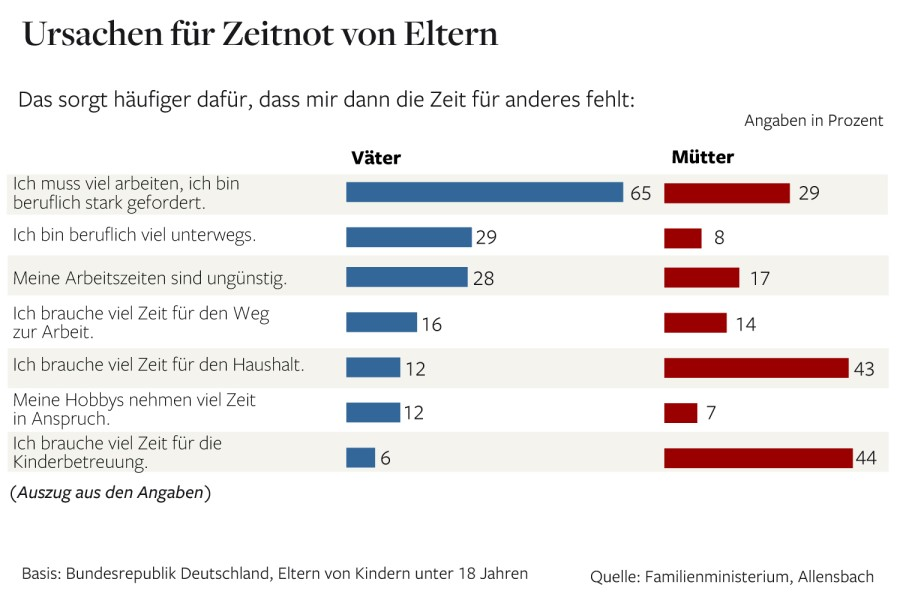 Ursachen für Zeitnot von Eltern
Das sorgt häufiger dafür, dass mir dann die Zeit für anderes fehlt:
Angaben in Prozent
Väter
Mütter
Ich muss viel arbeiten, ich bin
beruflich stark gefordert.
65
29
Ich bin beruflich viel unterwegs.
29
8
Meine Arbeitszeiten sind ungünstig.
28
17
Ich brauche viel Zeit für den Weg
zur Arbeit.
16
14
Ich brauche viel Zeit für den Haushalt.
12
43
Meine Hobbys nehmen viel Zeit
in Anspruch.
12
7
Ich brauche viel Zeit für die
Kinderbetreuung.
6
44
(Auszug aus den Angaben)
Basis: Bundesrepublik Deutschland, Eltern von Kindern unter 18 Jahren
Quelle: Familienministerium, Allensbach